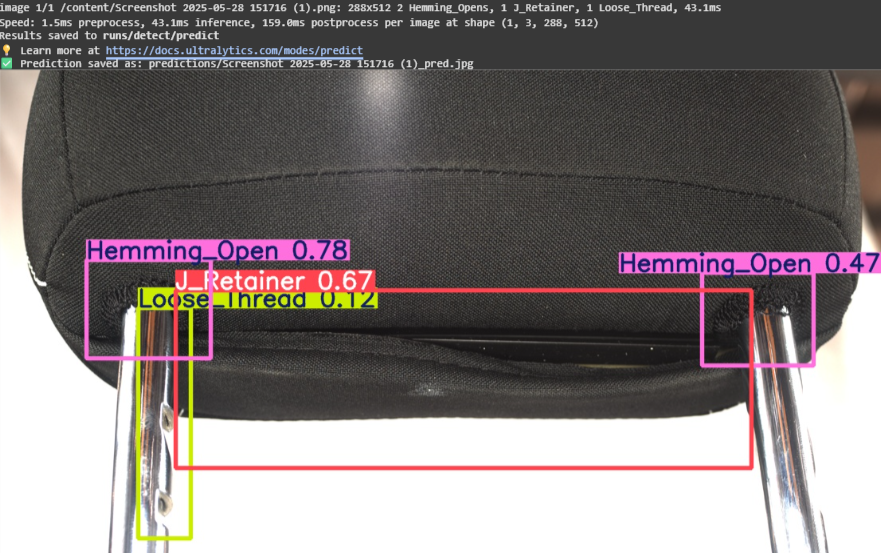 image 1/1 /content/Screenshot 2025-05-28 151716 (1).png: 288x512 2 Hemming_Opens, 1 J_Retainer, 1 Loose_Thread, 43.1ms
Speed: 1.5ms preprocess, 43.1ms inference, 159.0ms postprocess per image at shape (1, 3, 288, 512)
Results saved to runs/detect/predict
💡 Learn more at https://docs.ultralytics.com/modes/predict
✅ Prediction saved as: predictions/Screenshot 2025-05-28 151716 (1)_pred.jpg
Hemming_Open 0.78
Hemming_Open 0.47
J_Retainer 0.67
Loose_Thread 0.12